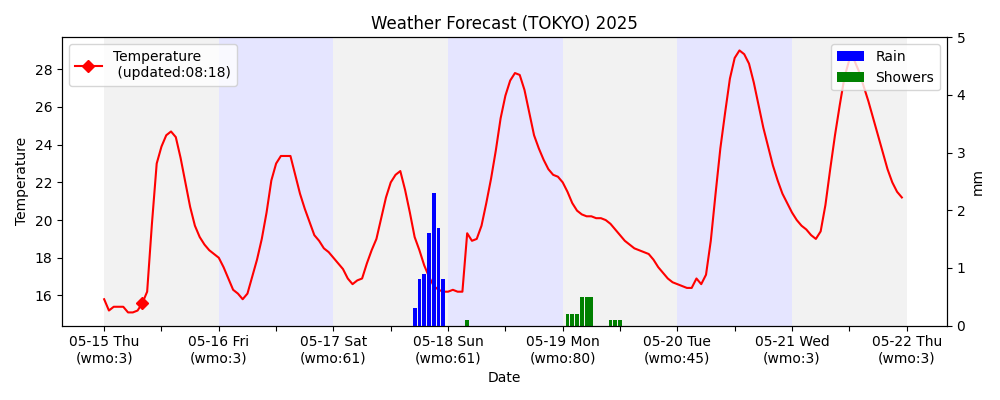 Weather Forecast (TOKYO) 2025
Temperature
(updated:08:18)
Rain
Showers
Temperature
28
26
24
22
20
18
16
5
4
3
2
1
0
mm
05-15 Thu
(wmo:3)
05-16 Fri
(wmo:3)
05-17 Sat
(wmo:61)
05-18 Sun
(wmo:61)
05-19 Mon
(wmo:80)
05-20 Tue
(wmo:45)
05-21 Wed
(wmo:3)
05-22 Thu
(wmo:3)
Date